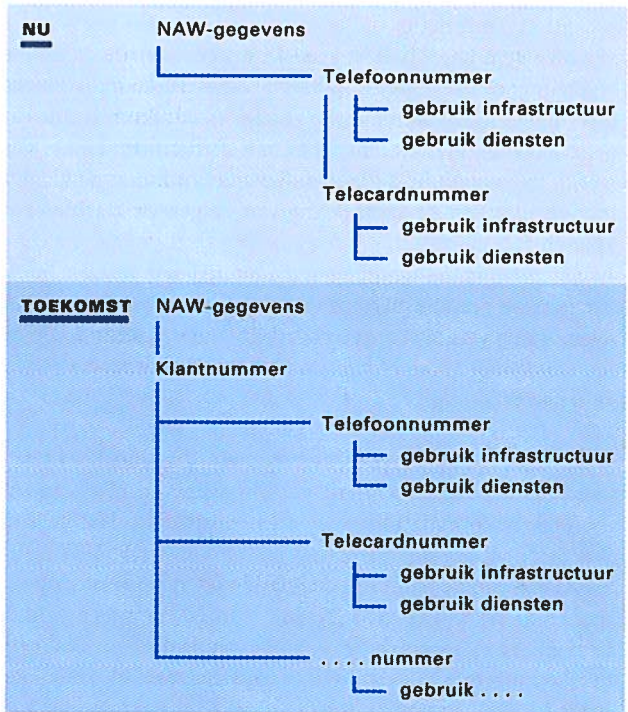 NU NAW-gegevens
Telefoonnummer
gebruik infrastructuur
gebruik diensten
Telecardnummer
gebruik infrastructuur
gebruik diensten
TOEKOMST NAW-gegevens
Klantnummer
Telefoonnummer
gebruik infrastructuur
gebruik diensten
Telecardnummer
gebruik infrastructuur
gebruik diensten
. . . . nummer
gebruik . . . .